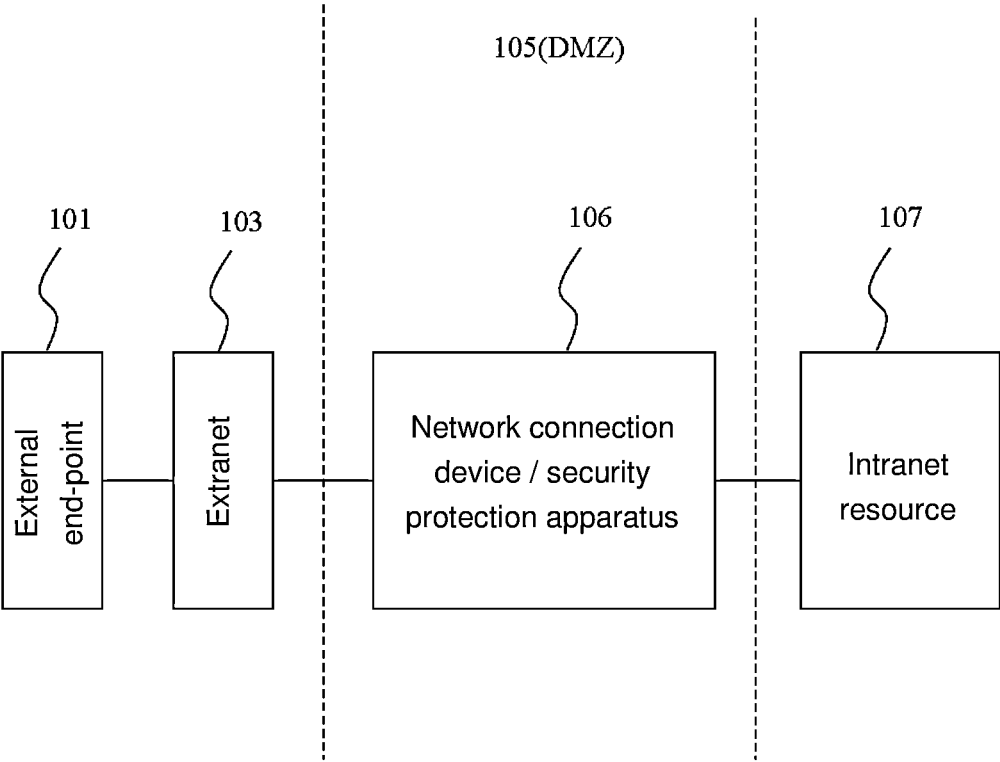 105(DMZ)
101
103
106
107
External
end-point
Extranet
Network connection
device / security
protection apparatus
Intranet
resource